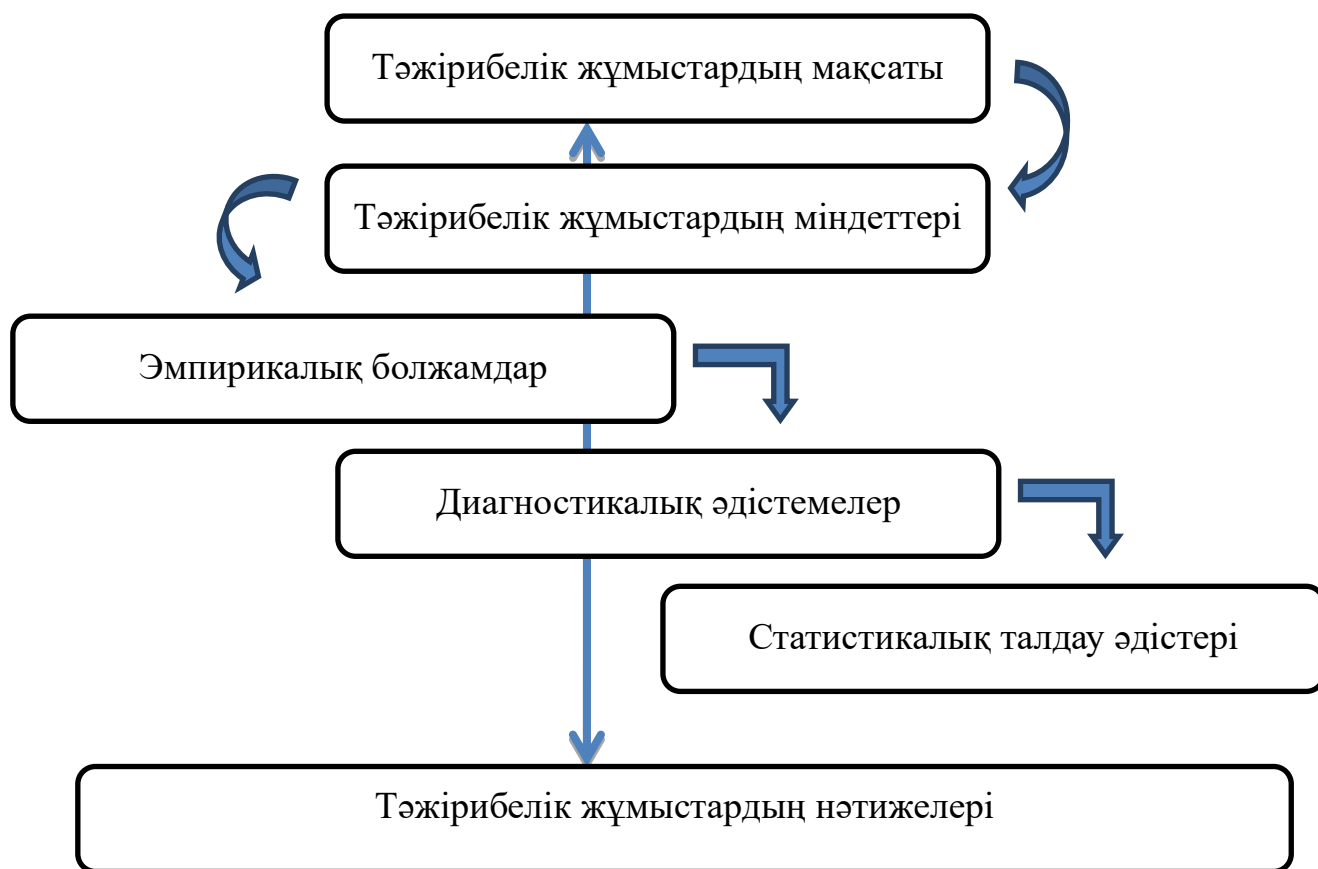 Тәжірибелік жұмыстардың мақсаты
Тәжірибелік жұмыстардың міндеттері
Эмпирикалық болжамдар
Диагностикалық әдістемелер
Статистикалық талдау әдістері
Тәжірибелік жұмыстардың нәтижелері